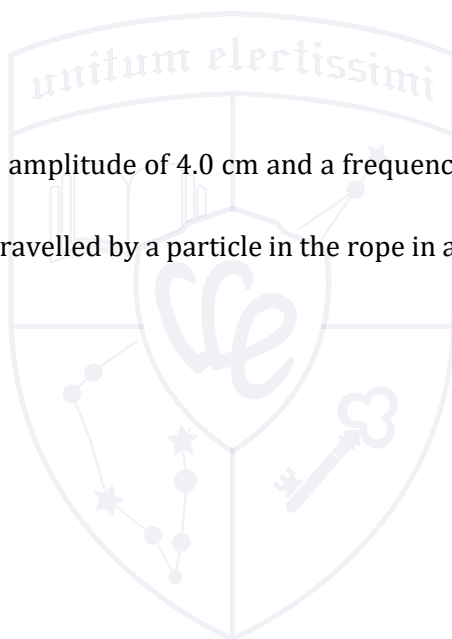 unitum electissimi
amplitude of 4.0 cm and a frequenc
ravelled by a particle in the rope in a